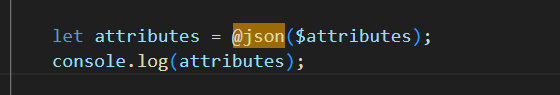 let attributes = @json($attributes);
console.log(attributes);